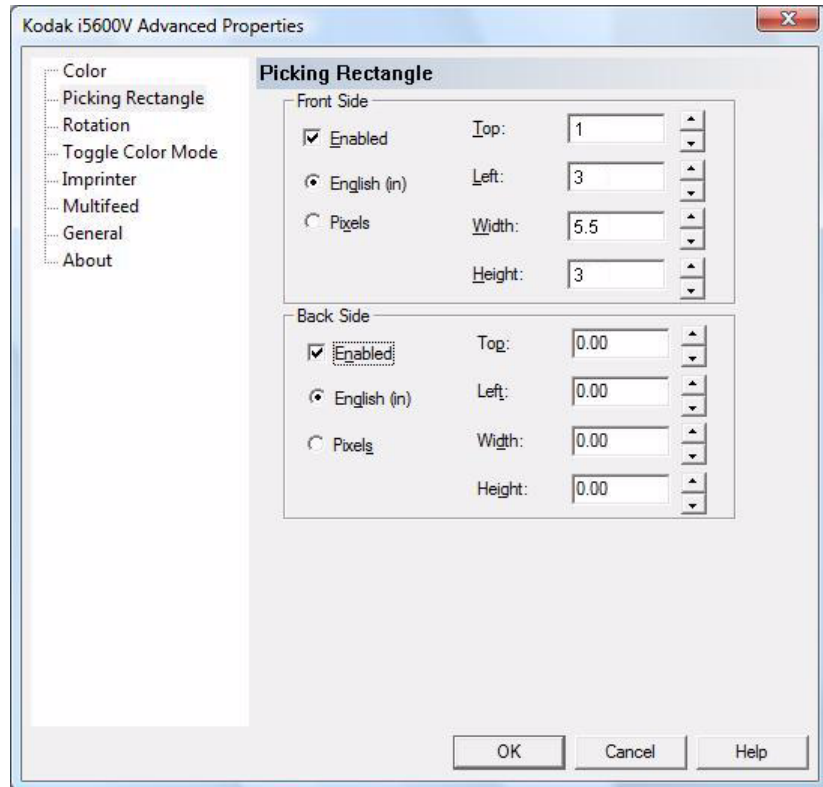 Kodak i5600V Advanced Properties
Color
Picking Rectangle
Rotation
Toggle Color Mode
Imprinter
Multifeed
General
About
Picking Rectangle
Front Side
Enabled
English (in)
Pixels
Top: 1
Left: 3
Width: 5.5
Height: 3
Back Side
Enabled
English (in)
Pixels
Top: 0.00
Left: 0.00
Width: 0.00
Height: 0.00
OK Cancel Help